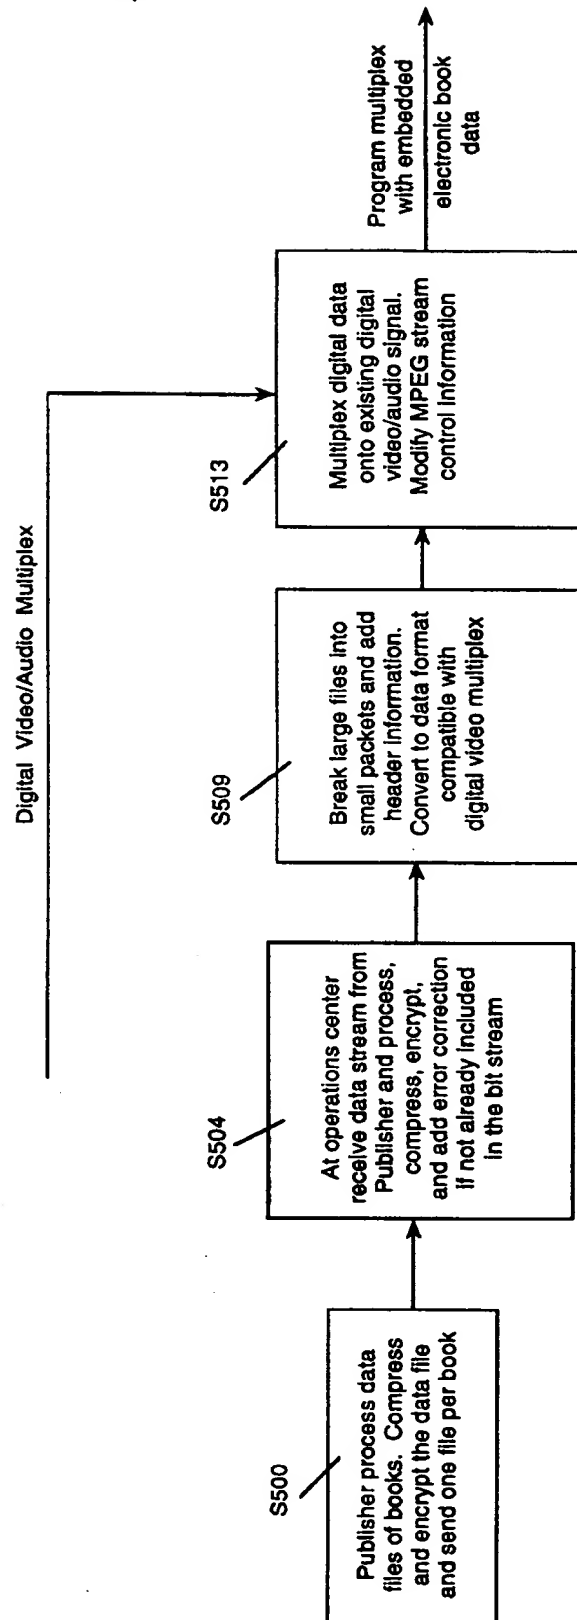 Digital Video/Audio Multiplex
S500
Publisher process data
files of books. Compress
and encrypt the data file
and send one file per book
S504
At operations center
receive data stream from
Publisher and process,
compress, encrypt,
and add error correction
if not already included
in the bit stream
S509
Break large files into
small packets and add
header information.
Convert to data format
compatible with
digital video multiplex
S513
Multiplex digital data
onto existing digital
video/audio signal.
Modify MPEG stream
control information
Program multiplex
with embedded
electronic book
data